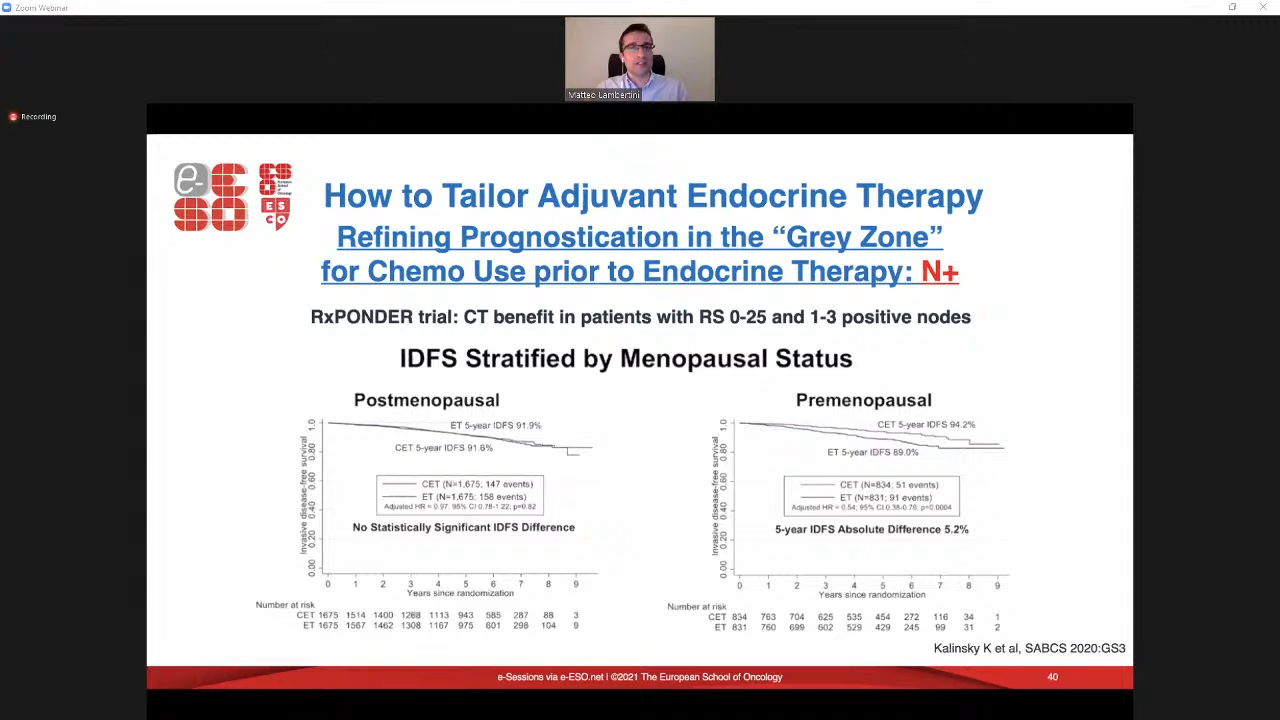 Zoom Webinar
Matteo Lambertini
Recording
e-ESO
ESCO
How to Tailor Adjuvant Endocrine Therapy
Refining Prognostication in the “Grey Zone”
for Chemo Use prior to Endocrine Therapy: N+
RxPONDER trial: CT benefit in patients with RS 0-25 and 1-3 positive nodes
IDFS Stratified by Menopausal Status
Postmenopausal
Invasive disease-free survival
1.0
0.80
0.60
0.40
0.20
0.00
ET 5-year IDFS 91.9%
CET 5-year IDFS 91.6%
CET (N=1,675; 147 events)
ET (N=1,675; 158 events)
Adjusted HR = 0.97; 95% CI 0.78-1.22; p=0.82
No Statistically Significant IDFS Difference
0 1 2 3 4 5 6 7 8 9
Years since randomization
Number at risk
CET 1675 1514 1400 1268 1113 943 585 287 88 3
ET 1675 1567 1462 1308 1167 975 601 298 104 9
Premenopausal
Invasive disease-free survival
1.0
0.80
0.60
0.40
0.20
0.00
CET 5-year IDFS 94.2%
ET 5-year IDFS 89.0%
CET (N=834; 51 events)
ET (N=831; 91 events)
Adjusted HR = 0.54; 95% CI 0.38-0.76; p=0.0004
5-year IDFS Absolute Difference 5.2%
0 1 2 3 4 5 6 7 8 9
Years since randomization
Number at risk
CET 834 763 704 625 535 454 272 116 34 1
ET 831 760 699 602 529 429 245 99 31 2
Kalinsky K et al, SABCS 2020:GS3
e-Sessions via e-ESO.net I ©2021 The European School of Oncology
40